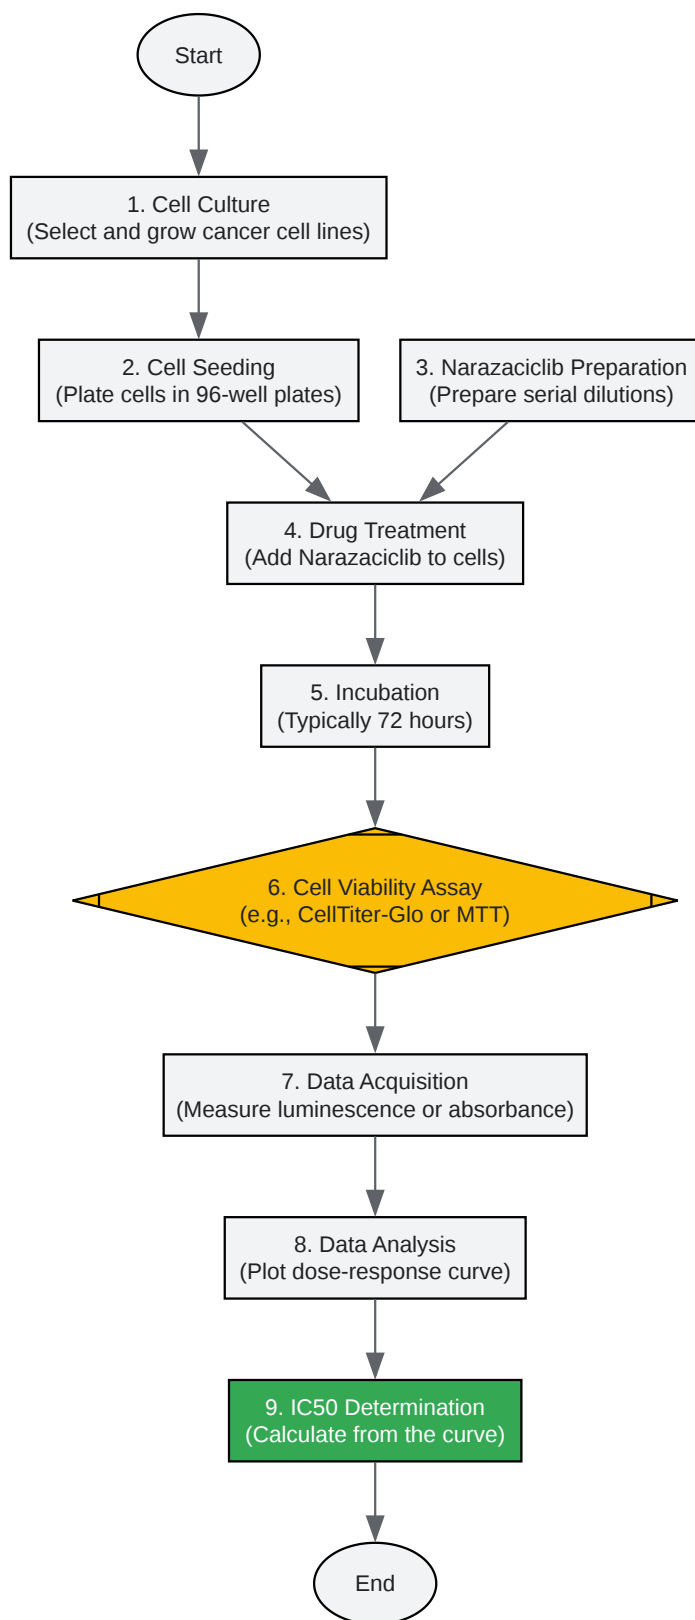 Start
1. Cell Culture
(Select and grow cancer cell lines)
2. Cell Seeding
(Plate cells in 96-well plates)
3. Narazaciclib Preparation
(Prepare serial dilutions)
4. Drug Treatment
(Add Narazaciclib to cells)
5. Incubation
(Typically 72 hours)
6. Cell Viability Assay
(e.g., CellTiter-Glo or MTT)
7. Data Acquisition
(Measure luminescence or absorbance)
8. Data Analysis
(Plot dose-response curve)
9. IC50 Determination
(Calculate from the curve)
End